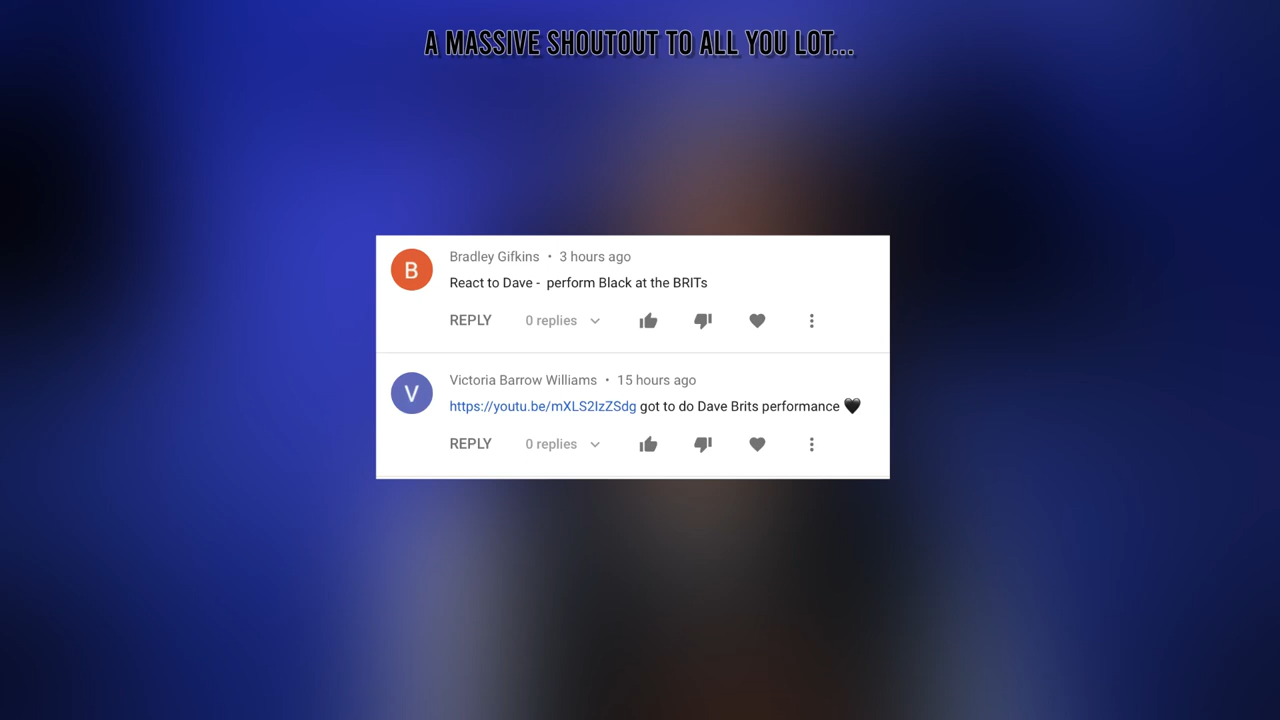 A MASSIVE SHOUTOUT TO ALL YOU LOT...
B
Bradley Gifkins • 3 hours ago
React to Dave - perform Black at the BRITs
REPLY 0 replies
V
Victoria Barrow Williams • 15 hours ago
https://youtu.be/mXLS2IzZSdg got to do Dave Brits performance 🖤
REPLY 0 replies